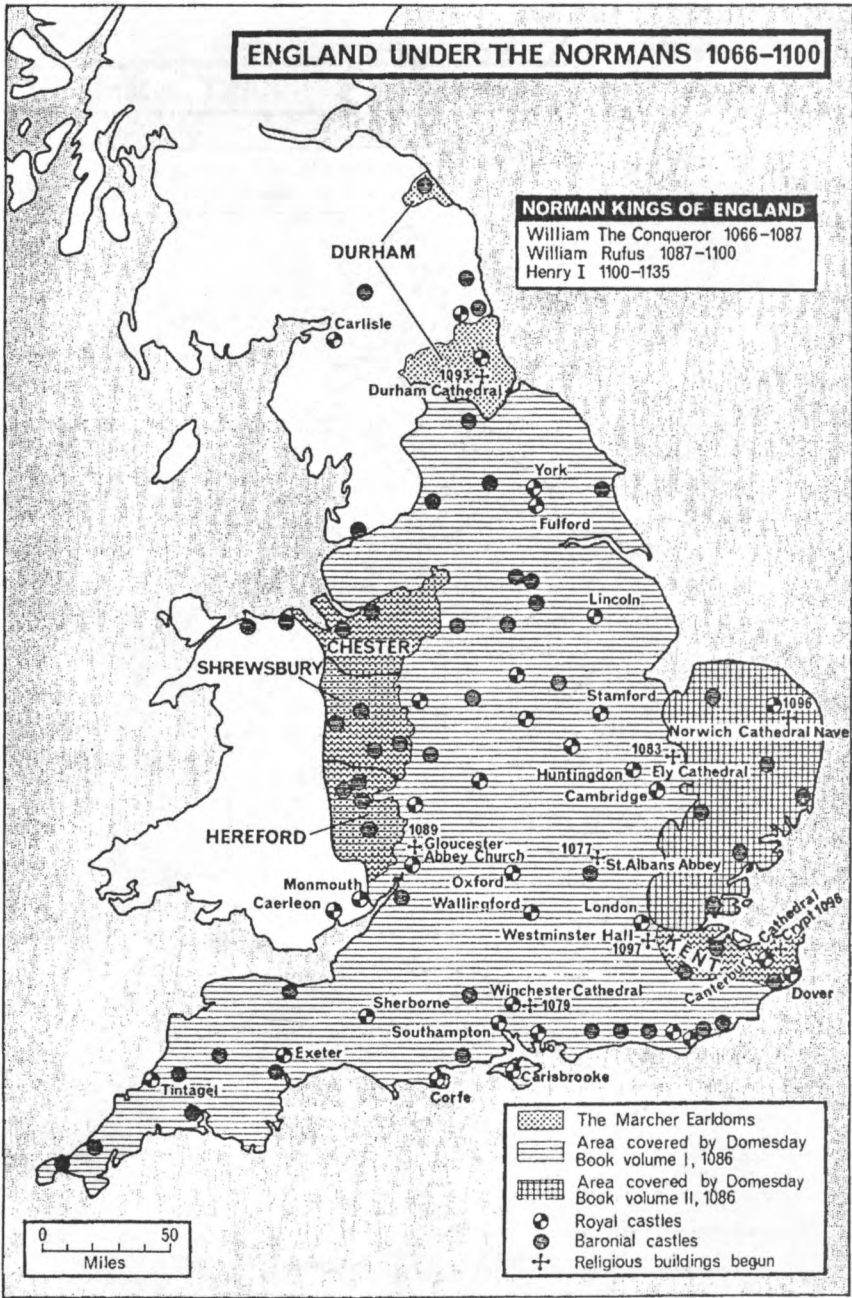 ENGLAND UNDER THE NORMANS 1066–1100
NORMAN KINGS OF ENGLAND
William The Conqueror 1066–1087
William Rufus 1087–1100
Henry I 1100–1135
DURHAM
Carlisle
1093
Durham Cathedral
York
Fulford
Lincoln
CHESTER
SHREWSBURY
Stamford
1096
Norwich Cathedral Nave
1083
Huntingdon
Ely Cathedral
Cambridge
HEREFORD
1089
Gloucester
Abbey Church
1077
St. Albans Abbey
Monmouth
Oxford
Caerleon
Wallingford
London
Westminster Hall
1097
KENT
Canterbury Cathedral
Crypt 1096
Dover
Winchester Cathedral
1079
Sherborne
Southampton
Exeter
Tintagel
Corfe
Carisbrooke
The Marcher Earldoms
Area covered by Domesday
Book volume I, 1086
Area covered by Domesday
Book volume II, 1086
Royal castles
Baronial castles
Religious buildings begun
0 50
Miles